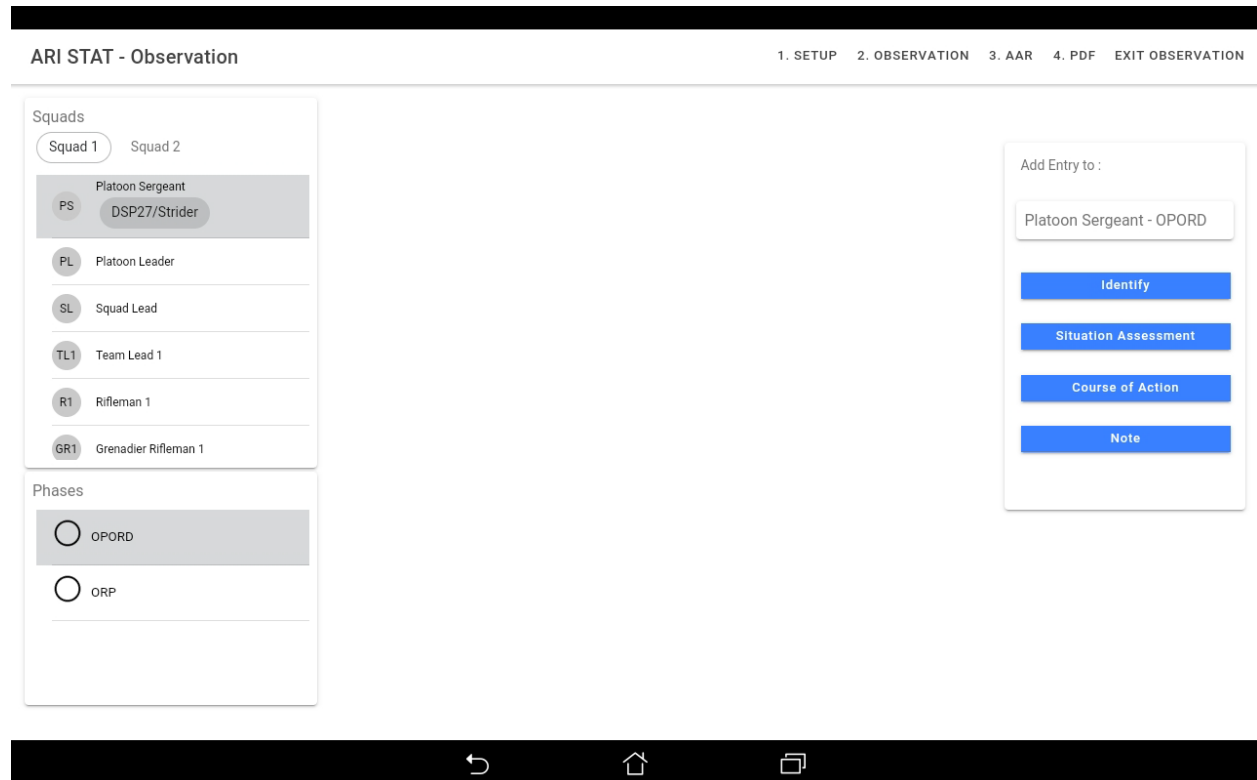 ARI STAT - Observation
1. SETUP 2. OBSERVATION 3. AAR 4. PDF EXIT OBSERVATION
Squads
Squad 1 Squad 2
PS Platoon Sergeant
DSP27/Strider
PL Platoon Leader
SL Squad Lead
TL1 Team Lead 1
R1 Rifleman 1
GR1 Grenadier Rifleman 1
Phases
OPORD
ORP
Add Entry to :
Platoon Sergeant - OPORD
Identify
Situation Assessment
Course of Action
Note